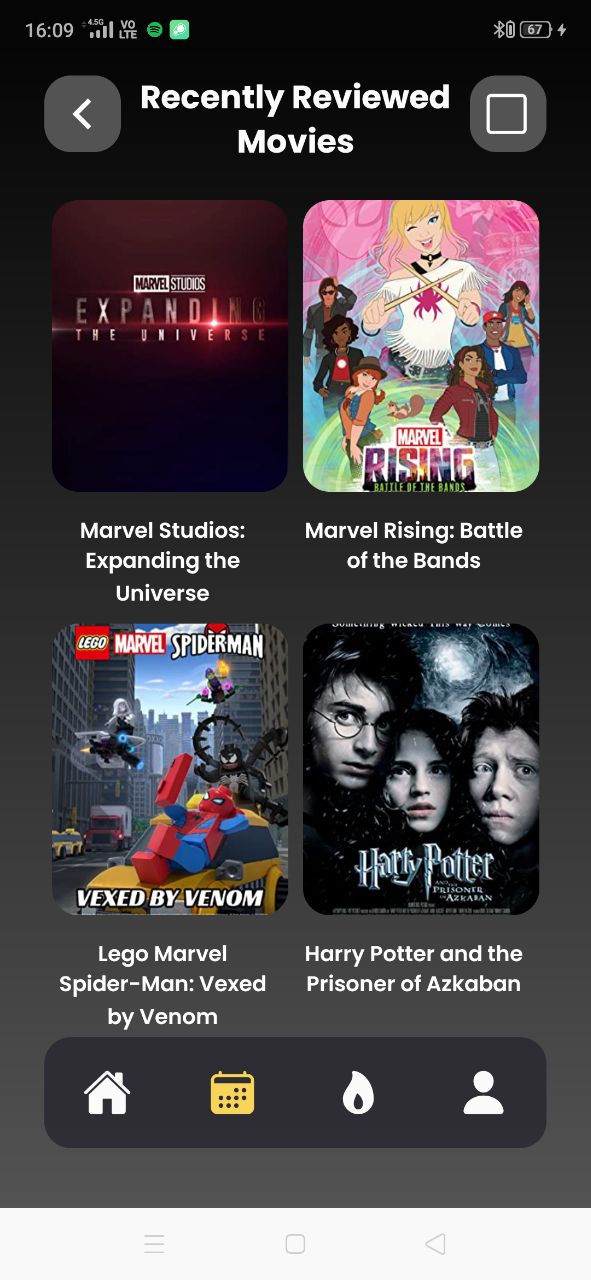 16:09 4.5G VO LTE 67
Recently Reviewed
Movies
MARVEL STUDIOS
EXPANDING
THE UNIVERSE
MARVEL
RISING
BATTLE OF THE BANDS
Marvel Studios:
Expanding the
Universe
Marvel Rising: Battle
of the Bands
LEGO MARVEL SPIDERMAN
VEXED BY VENOM
Something Wicked This Way Comes
Harry Potter
AND THE
PRISONER
OF AZKABAN
Lego Marvel
Spider-Man: Vexed
by Venom
Harry Potter and the
Prisoner of Azkaban